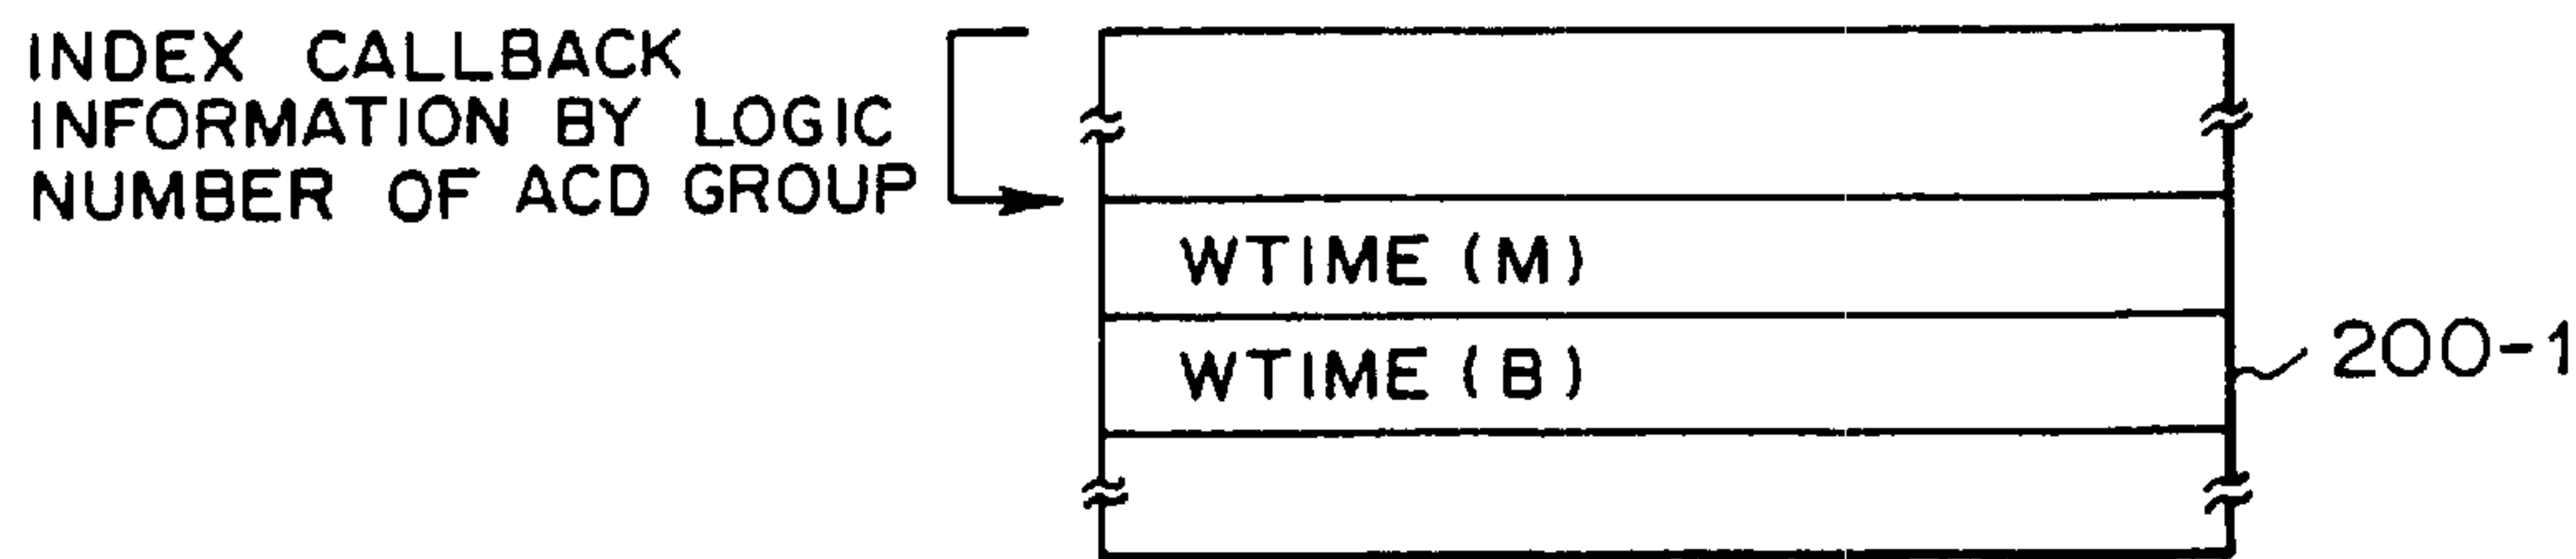 INDEX CALLBACK
INFORMATION BY LOGIC
NUMBER OF ACD GROUP
WTIME (M)
WTIME (B)
200-1